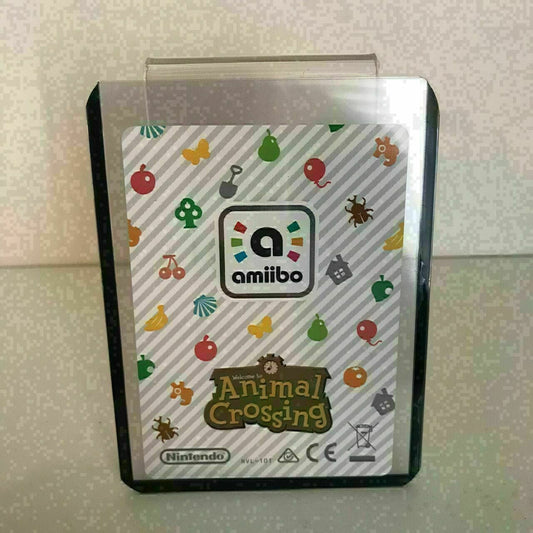 a
amiibo
Welcome to
Animal
Crossing
Nintendo
NVL-101
CE